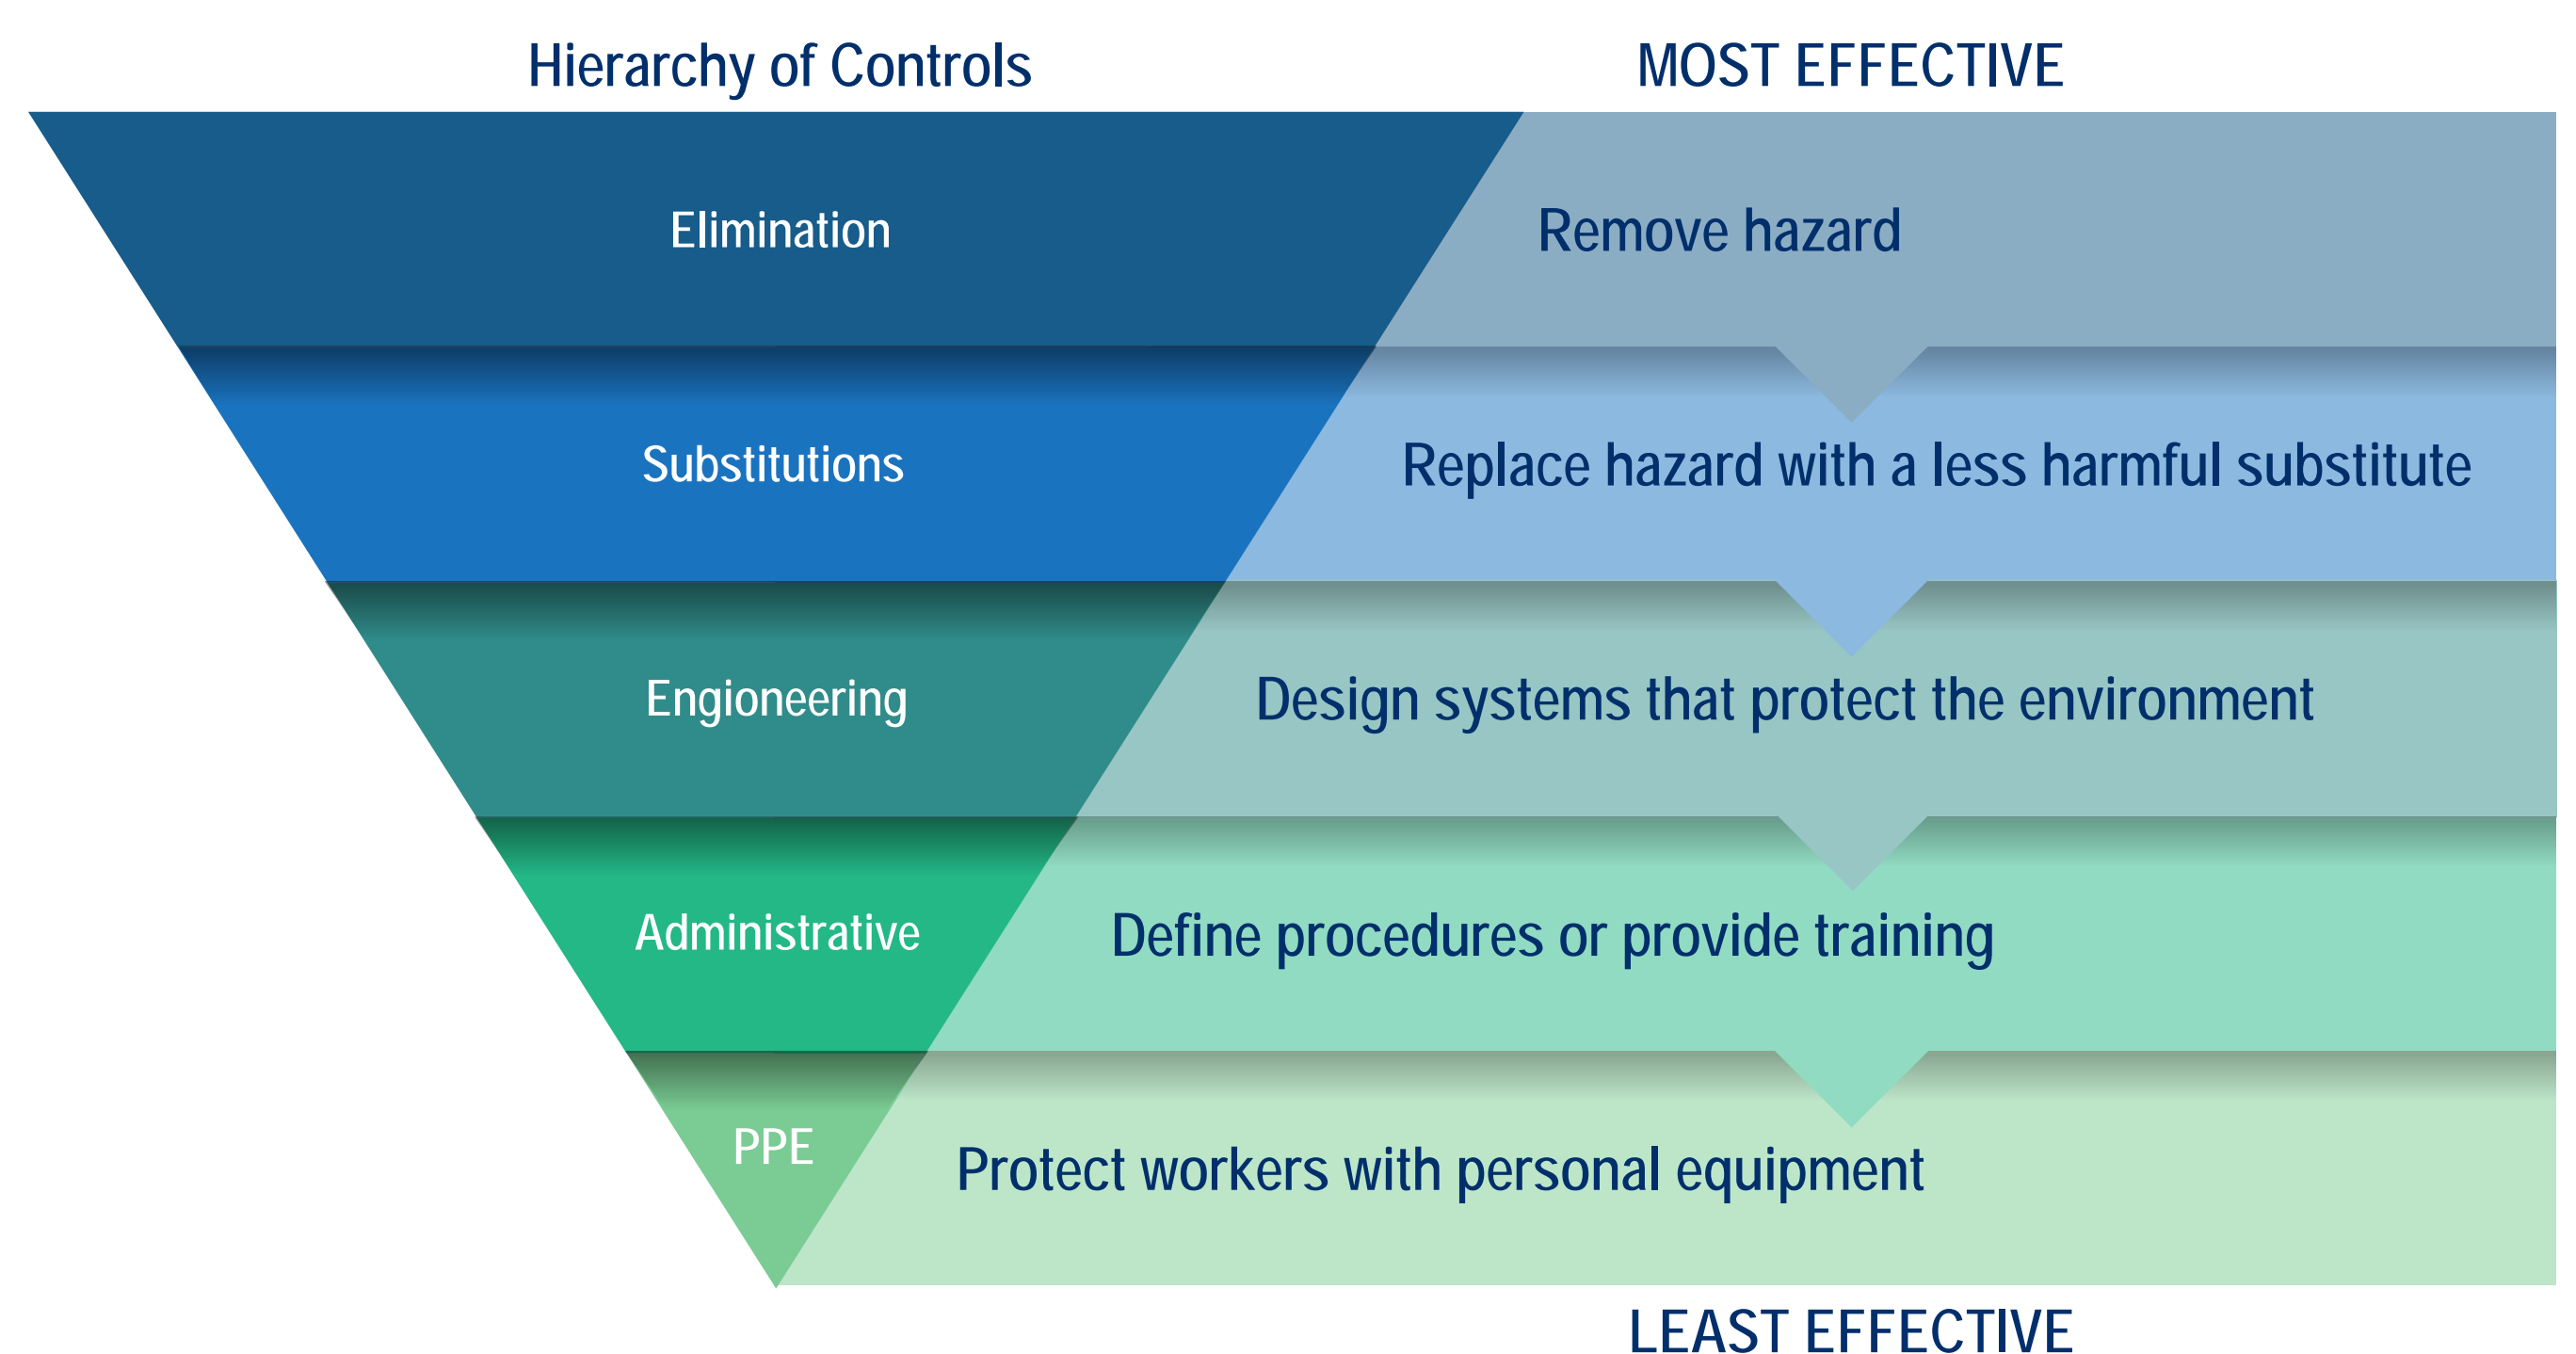 Hierarchy of Controls
MOST EFFECTIVE
Elimination
Remove hazard
Substitutions
Replace hazard with a less harmful substitute
Engioneering
Design systems that protect the environment
Administrative
Define procedures or provide training
PPE
Protect workers with personal equipment
LEAST EFFECTIVE